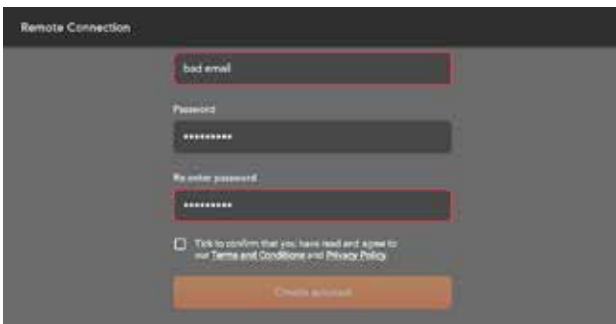 Remote Connection
bad email
Password
•••••••••
Re-enter password
•••••••••
Tick to confirm that you have read and agree to
our Terms and Conditions and Privacy Policy
Create account